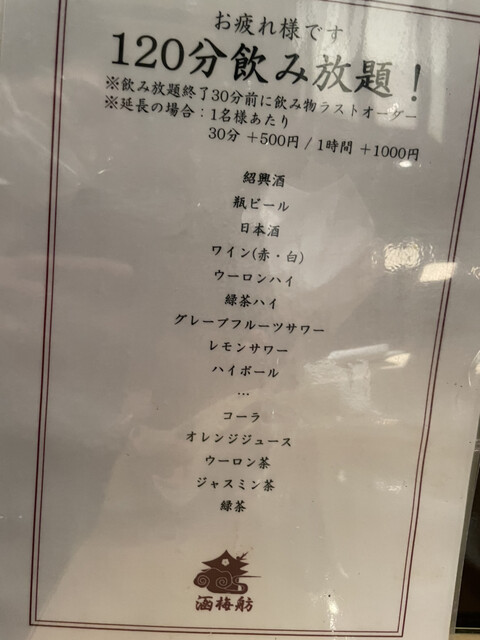 お疲れ様です
120分飲み放題！
※飲み放題終了30分前に飲み物ラストオーダー
※延長の場合：1名様あたり
30分 +500円 / 1時間 +1000円
紹興酒
瓶ビール
日本酒
ワイン(赤・白)
ウーロンハイ
緑茶ハイ
グレープフルーツサワー
レモンサワー
ハイボール
…
コーラ
オレンジジュース
ウーロン茶
ジャスミン茶
緑茶
酒梅舫